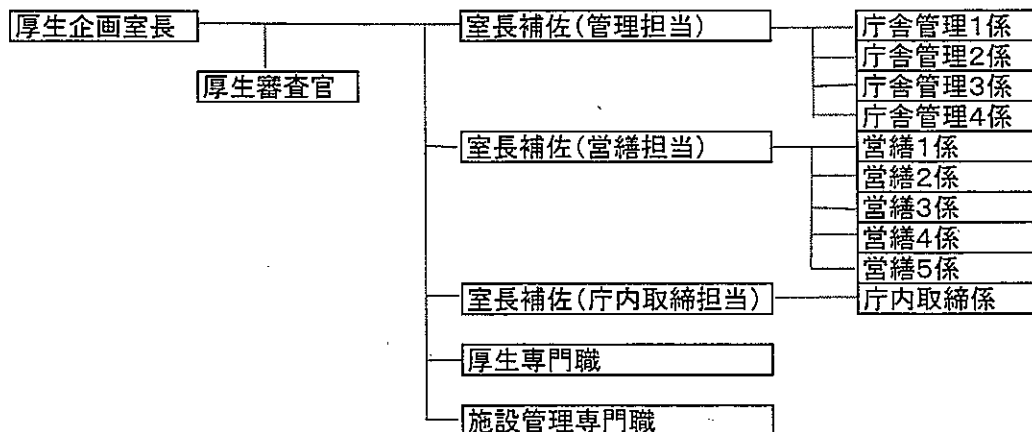 厚生企画室長
厚生審査官
室長補佐(管理担当)
庁舎管理1係
庁舎管理2係
庁舎管理3係
庁舎管理4係
室長補佐(営繕担当)
営繕1係
営繕2係
営繕3係
営繕4係
営繕5係
室長補佐(庁内取締担当)
庁内取締係
厚生専門職
施設管理専門職